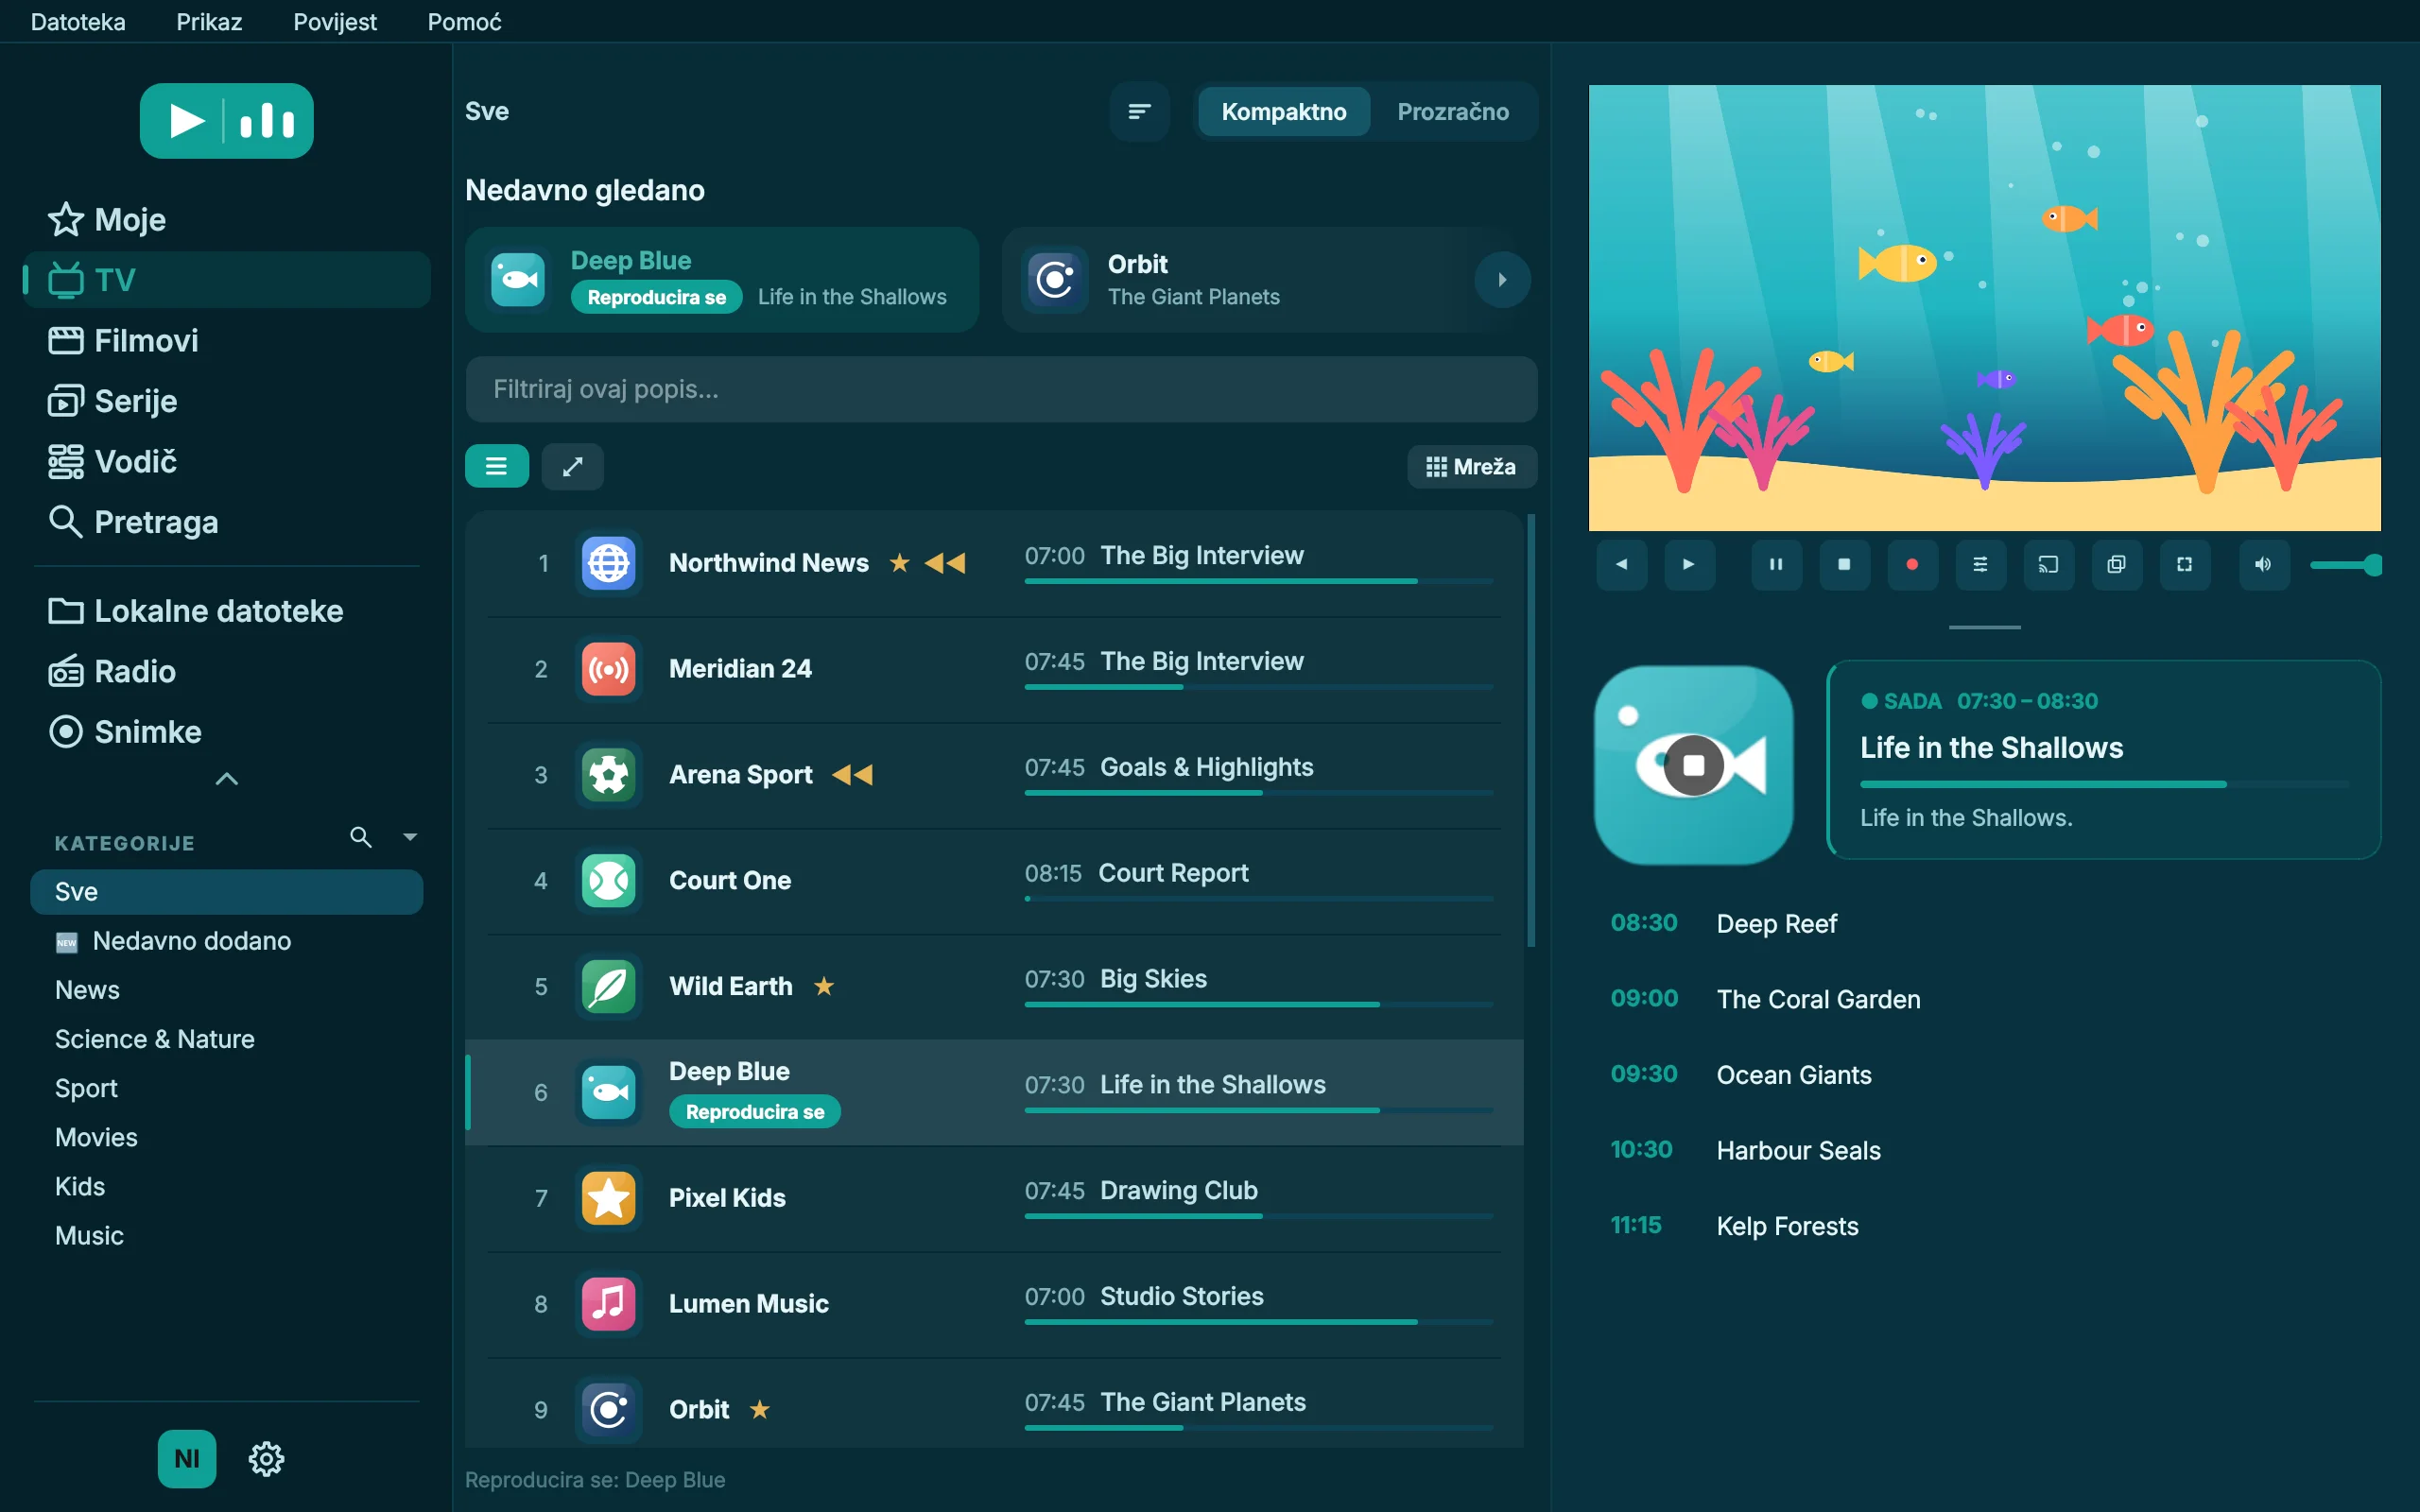 Datoteka Prikaz Povijest Pomoć
Moje
TV
Filmovi
Serije
Vodič
Pretraga
Lokalne datoteke
Radio
Snimke
KATEGORIJE
Sve
NEW Nedavno dodano
News
Science & Nature
Sport
Movies
Kids
Music
NI
Sve
Kompaktno Prozračno
Nedavno gledano
Deep Blue
Reproducira se Life in the Shallows
Orbit
The Giant Planets
Filtriraj ovaj popis...
Mreža
1 Northwind News 07:00 The Big Interview
2 Meridian 24 07:45 The Big Interview
3 Arena Sport 07:45 Goals & Highlights
4 Court One 08:15 Court Report
5 Wild Earth 07:30 Big Skies
6 Deep Blue 07:30 Life in the Shallows
Reproducira se
7 Pixel Kids 07:45 Drawing Club
8 Lumen Music 07:00 Studio Stories
9 Orbit 07:45 The Giant Planets
Reproducira se: Deep Blue
SADA 07:30 – 08:30
Life in the Shallows
Life in the Shallows.
08:30 Deep Reef
09:00 The Coral Garden
09:30 Ocean Giants
10:30 Harbour Seals
11:15 Kelp Forests